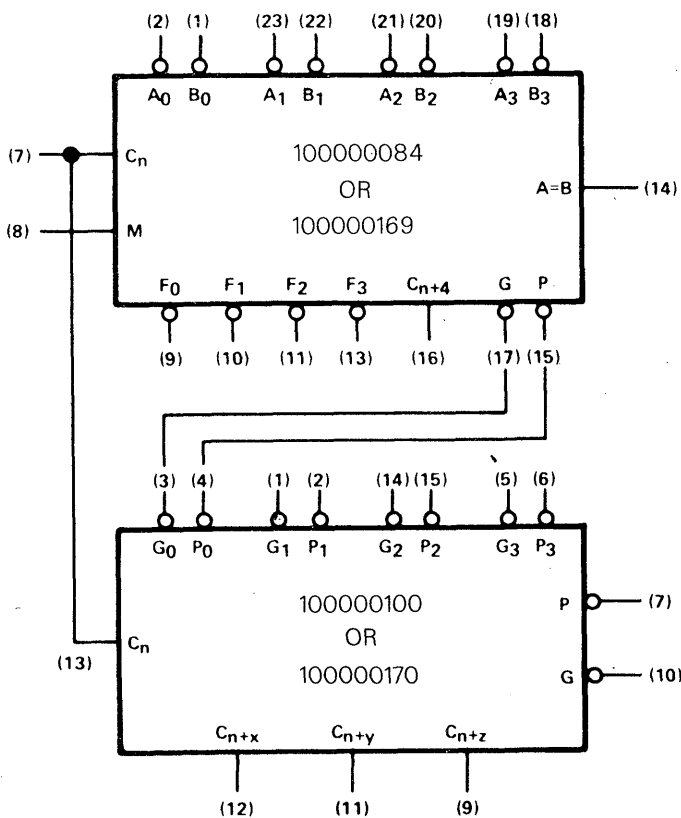 (2) (1) (23) (22) (21) (20) (19) (18)
A0 B0 A1 B1 A2 B2 A3 B3
(7) Cn 100000084
OR A=B (14)
(8) M 100000169
F0 F1 F2 F3 Cn+4 G P
(9) (10) (11) (13) (16) (17) (15)
(3) (4) (1) (2) (14) (15) (5) (6)
G0 P0 G1 P1 G2 P2 G3 P3
100000100 P (7)
(13) Cn OR
100000170 G (10)
Cn+x Cn+y Cn+z
(12) (11) (9)